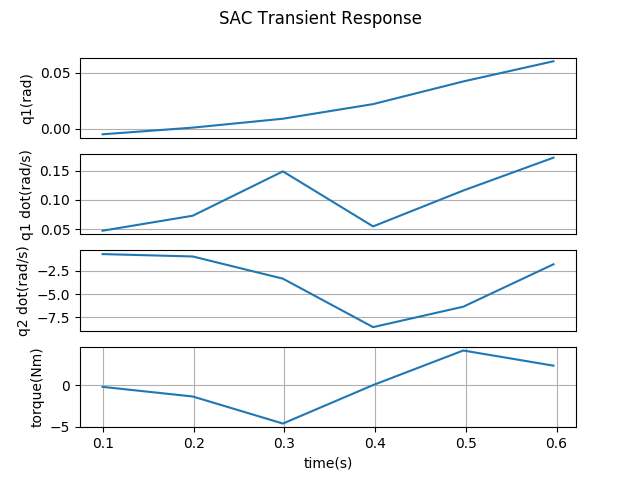 SAC Transient Response
q1(rad)
0.05
0.00
q1 dot(rad/s)
0.15
0.10
0.05
q2 dot(rad/s)
−2.5
−5.0
−7.5
torque(Nm)
0
−5
0.1 0.2 0.3 0.4 0.5 0.6
time(s)